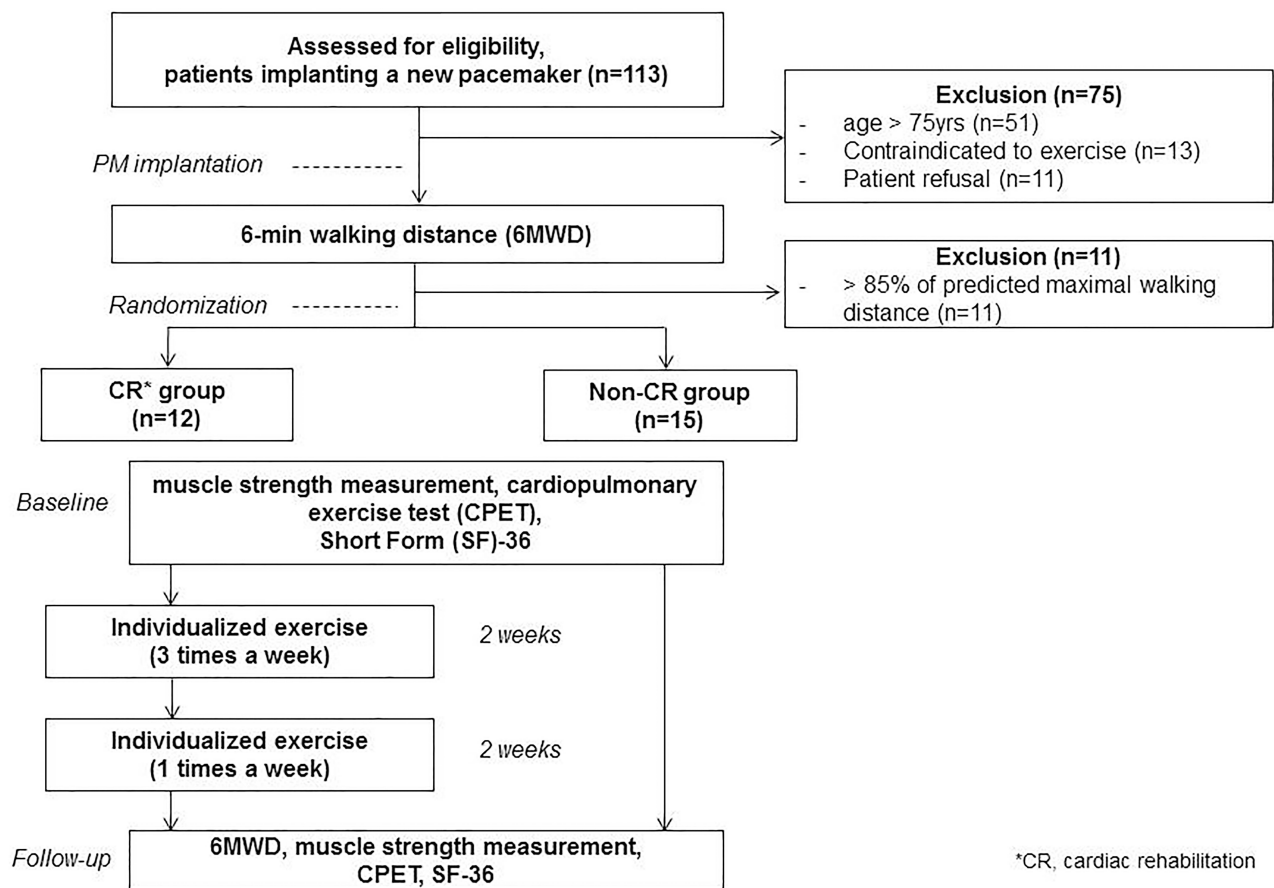 Assessed for eligibility,
patients implanting a new pacemaker (n=113)
Exclusion (n=75)
- age > 75yrs (n=51)
- Contraindicated to exercise (n=13)
- Patient refusal (n=11)
PM implantation
6-min walking distance (6MWD)
Exclusion (n=11)
- > 85% of predicted maximal walking
distance (n=11)
Randomization
CR* group
(n=12)
Non-CR group
(n=15)
Baseline
muscle strength measurement, cardiopulmonary
exercise test (CPET),
Short Form (SF)-36
Individualized exercise
(3 times a week)
2 weeks
Individualized exercise
(1 times a week)
2 weeks
Follow-up
6MWD, muscle strength measurement,
CPET, SF-36
*CR, cardiac rehabilitation